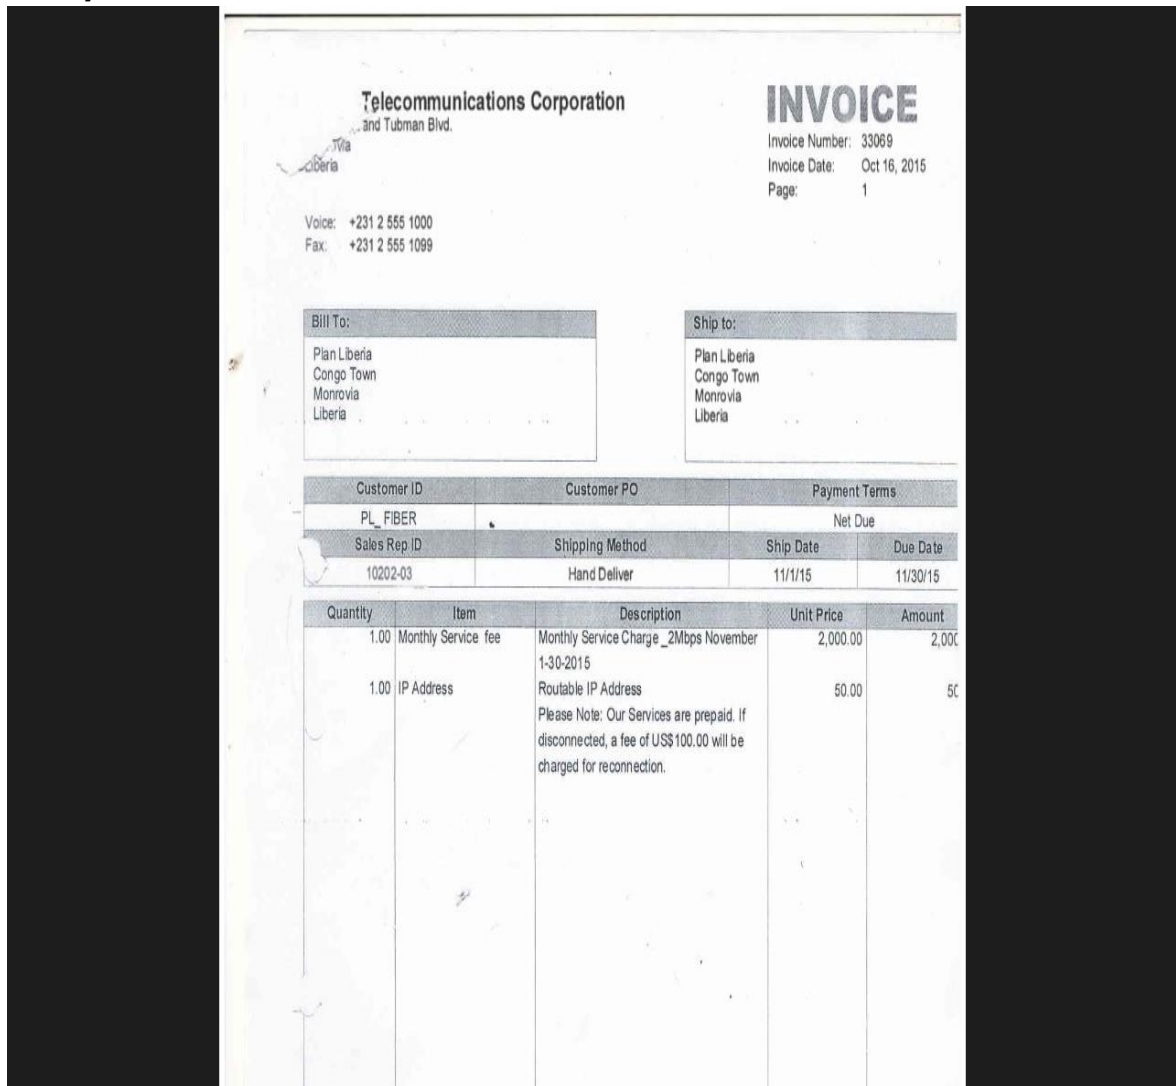 Telecommunications Corporation
and Tubman Blvd.
Liberia
INVOICE
Invoice Number: 33069
Invoice Date: Oct 16, 2015
Page: 1
Voice: +231 2 555 1000
Fax: +231 2 555 1099
Bill To:
Plan Liberia
Congo Town
Monrovia
Liberia
Ship to:
Plan Liberia
Congo Town
Monrovia
Liberia
Customer ID Customer PO Payment Terms
PL_FIBER Net Due
Sales Rep ID Shipping Method Ship Date Due Date
10202-03 Hand Deliver 11/1/15 11/30/15
Quantity Item Description Unit Price Amount
1.00 Monthly Service fee Monthly Service Charge _2Mbps November 2,000.00 2,000
1-30-2015
1.00 IP Address Routable IP Address 50.00 50
Please Note: Our Services are prepaid. If
disconnected, a fee of US$100.00 will be
charged for reconnection.